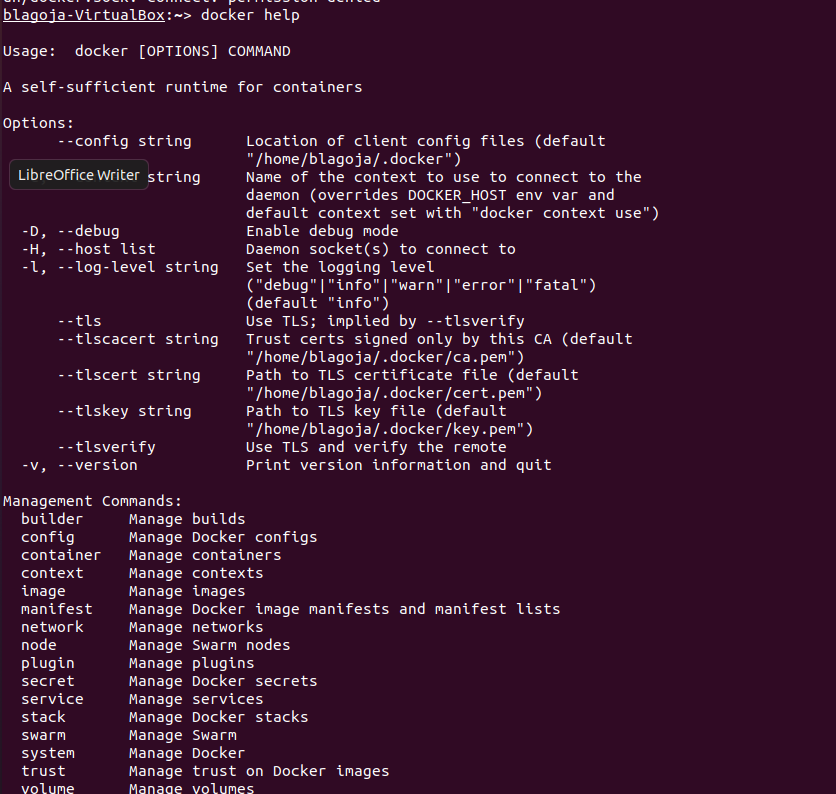 un/docker.sock: connect: permission denied
blagoja-VirtualBox:~> docker help
Usage:  docker [OPTIONS] COMMAND
A self-sufficient runtime for containers
Options:
      --config string      Location of client config files (default
                           "/home/blagoja/.docker")
LibreOffice Writer string      Name of the context to use to connect to the
                           daemon (overrides DOCKER_HOST env var and
                           default context set with "docker context use")
  -D, --debug              Enable debug mode
  -H, --host list          Daemon socket(s) to connect to
  -l, --log-level string   Set the logging level
                           ("debug"|"info"|"warn"|"error"|"fatal")
                           (default "info")
      --tls                Use TLS; implied by --tlsverify
      --tlscacert string   Trust certs signed only by this CA (default
                           "/home/blagoja/.docker/ca.pem")
      --tlscert string     Path to TLS certificate file (default
                           "/home/blagoja/.docker/cert.pem")
      --tlskey string      Path to TLS key file (default
                           "/home/blagoja/.docker/key.pem")
      --tlsverify          Use TLS and verify the remote
  -v, --version            Print version information and quit
Management Commands:
  builder     Manage builds
  config      Manage Docker configs
  container   Manage containers
  context     Manage contexts
  image       Manage images
  manifest    Manage Docker image manifests and manifest lists
  network     Manage networks
  node        Manage Swarm nodes
  plugin      Manage plugins
  secret      Manage Docker secrets
  service     Manage services
  stack       Manage Docker stacks
  swarm       Manage Swarm
  system      Manage Docker
  trust       Manage trust on Docker images
  volume      Manage volumes